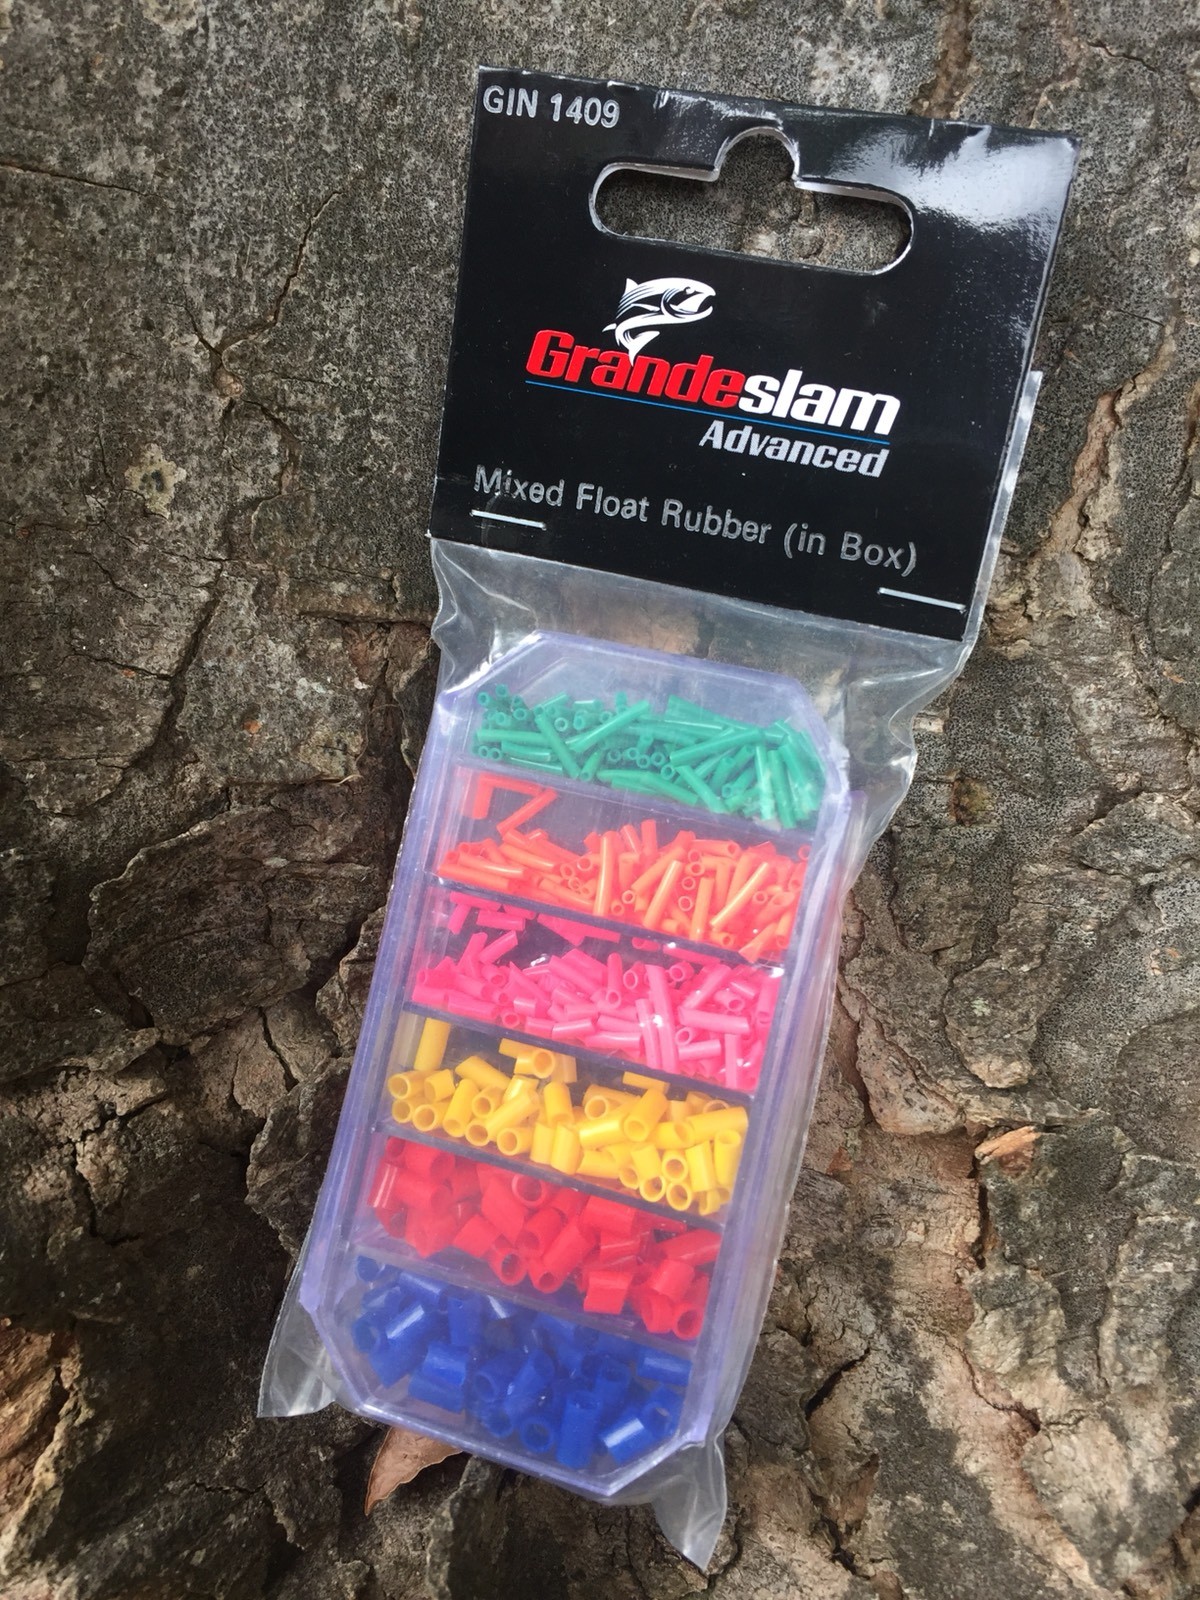 GIN 1409
Grandeslam
Advanced
Mixed Float Rubber (in Box)